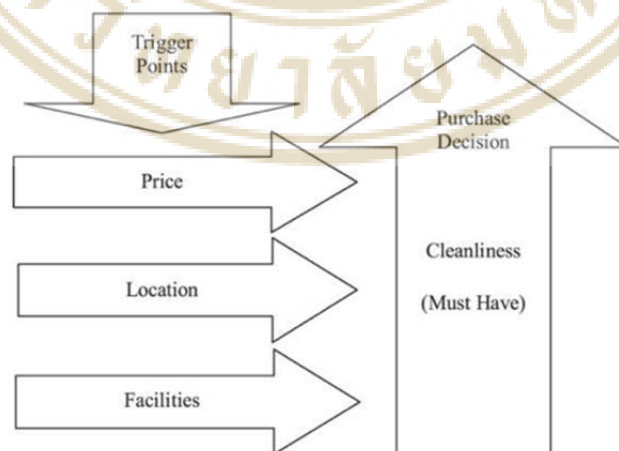 Trigger
Points
Purchase
Decision
Price
Cleanliness
Location
(Must Have)
Facilities